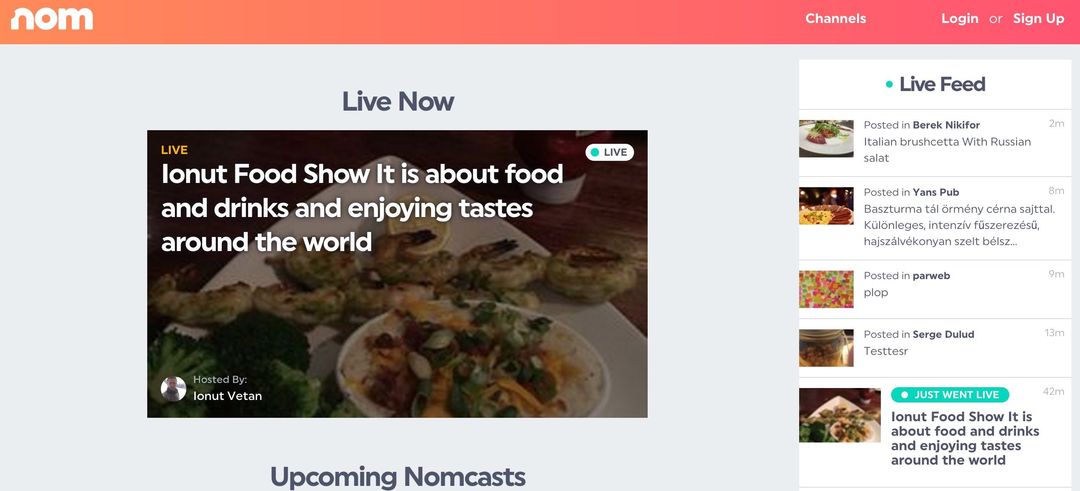 nom
Channels
Login or Sign Up
Live Now
LIVE
LIVE
Ionut Food Show It is about food
and drinks and enjoying tastes
around the world
Hosted By:
Ionut Vetan
Upcoming Nomcasts
Live Feed
Posted in Berek Nikifor 2m
Italian brushcetta With Russian
salat
Posted in Yans Pub 8m
Baszturma tál örmény cérna sajttal.
Különleges, intenzív fűszerezésű,
hajszálvékonyan szelt bélsz...
Posted in parweb 9m
plop
Posted in Serge Dulud 13m
Testtesr
JUST WENT LIVE 42m
Ionut Food Show It is
about food and drinks
and enjoying tastes
around the world